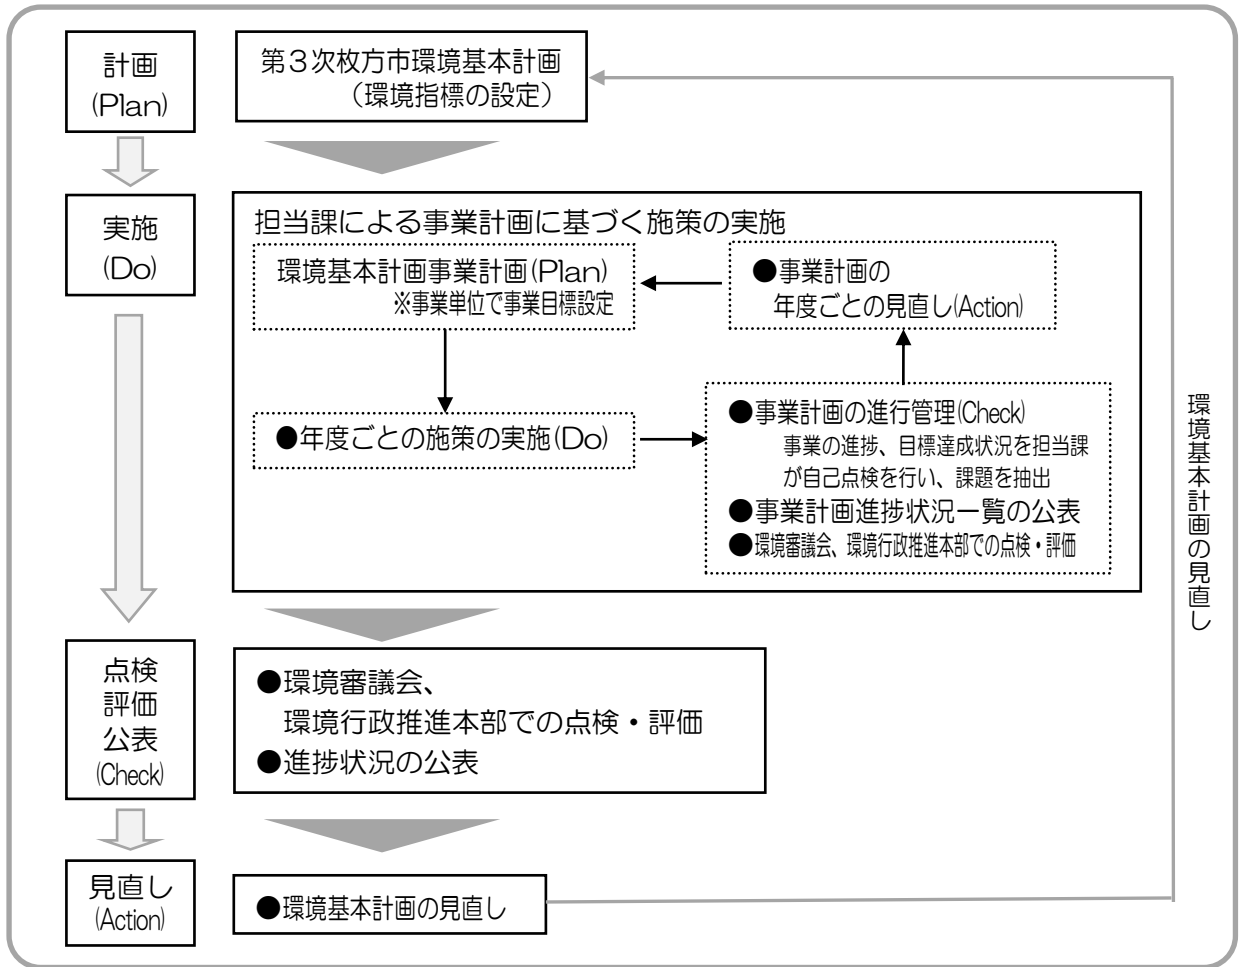 計画
(Plan)
第３次枚方市環境基本計画
（環境指標の設定）
実施
(Do)
担当課による事業計画に基づく施策の実施
環境基本計画事業計画(Plan)
※事業単位で事業目標設定
●事業計画の
年度ごとの見直し(Action)
●年度ごとの施策の実施(Do)
●事業計画の進行管理(Check)
事業の進捗、目標達成状況を担当課
が自己点検を行い、課題を抽出
●事業計画進捗状況一覧の公表
●環境審議会、環境行政推進本部での点検・評価
点検
評価
公表
(Check)
●環境審議会、
環境行政推進本部での点検・評価
●進捗状況の公表
見直し
(Action)
●環境基本計画の見直し
環境基本計画の見直し